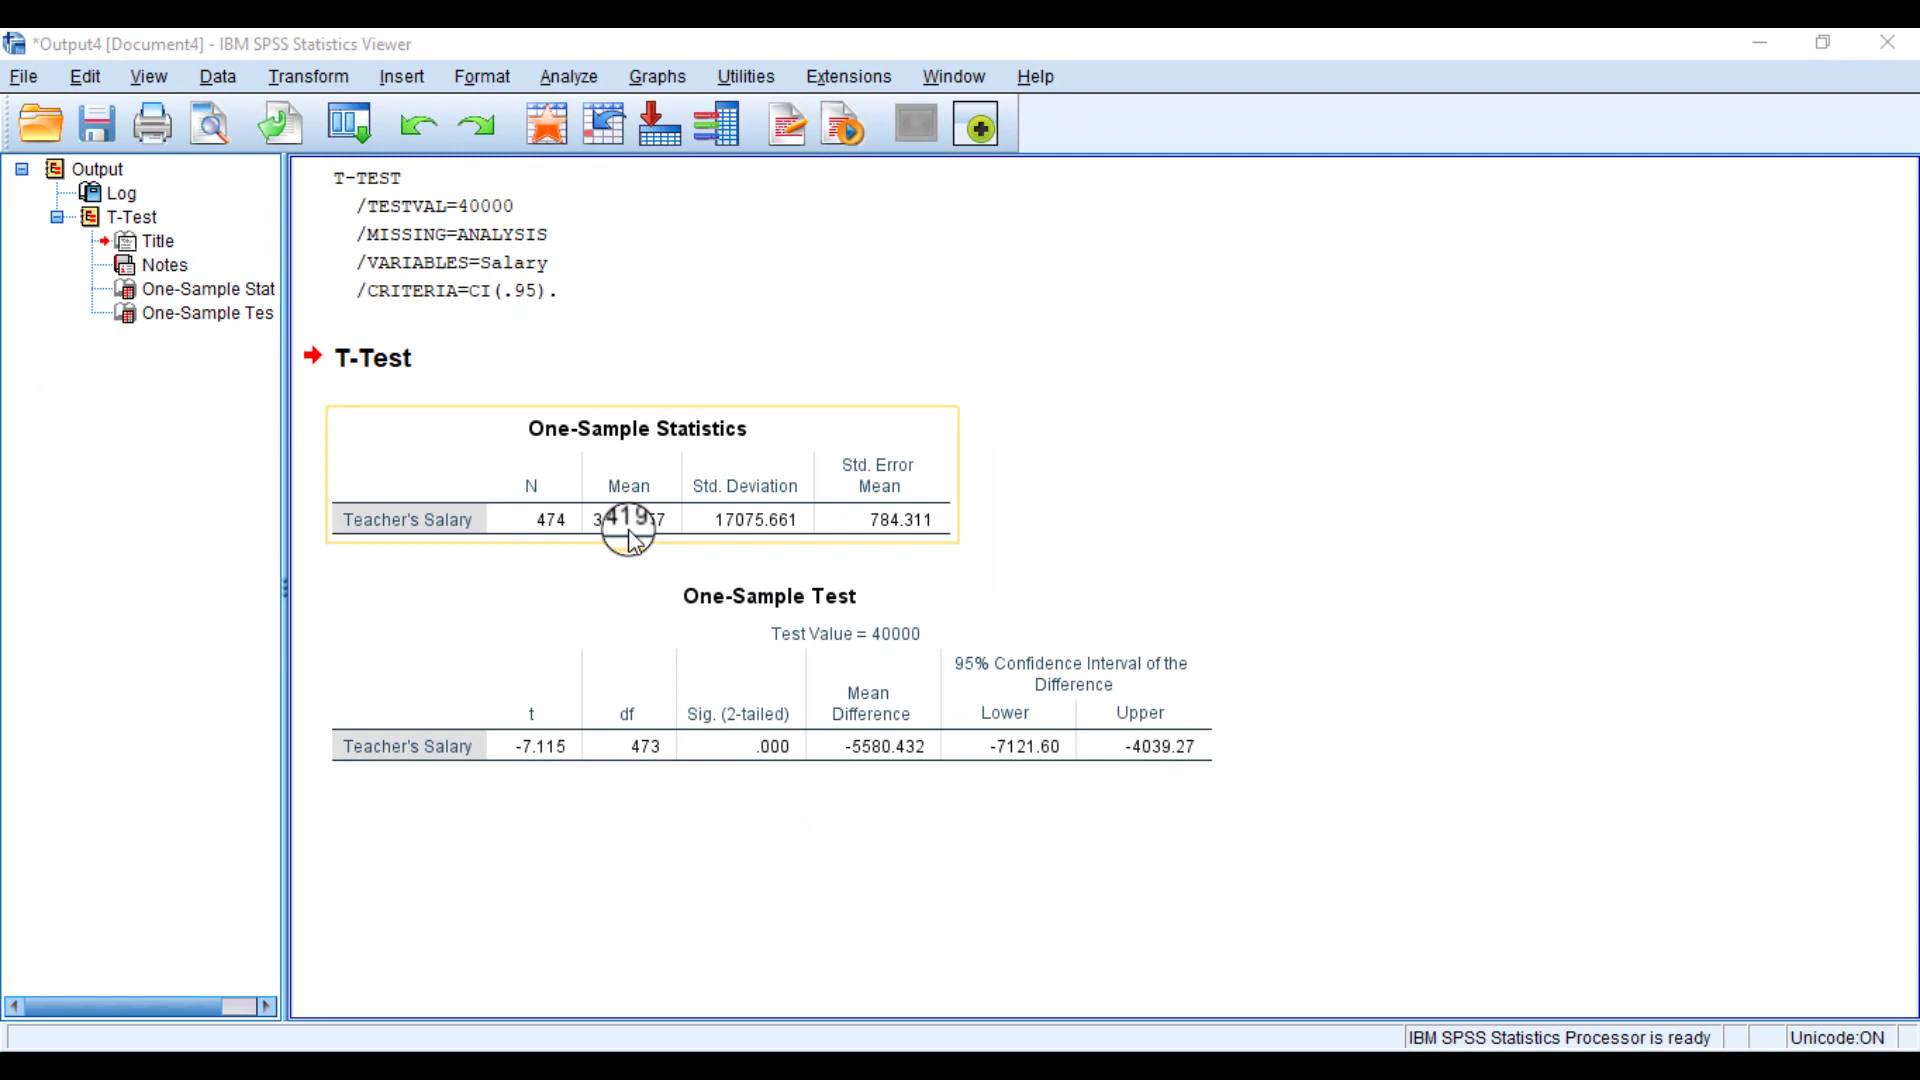 *Output4 [Document4] - IBM SPSS Statistics Viewer
File Edit View Data Transform Insert Format Analyze Graphs Utilities Extensions Window Help
Output
Log
T-Test
Title
Notes
One-Sample Stat
One-Sample Tes
T-TEST
/TESTVAL=40000
/MISSING=ANALYSIS
/VARIABLES=Salary
/CRITERIA=CI(.95).
T-Test
One-Sample Statistics
N Mean Std. Deviation Std. Error Mean
Teacher's Salary 474 17075.661 784.311
One-Sample Test
Test Value = 40000
95% Confidence Interval of the
Difference
t df Sig. (2-tailed) Mean Difference Lower Upper
Teacher's Salary -7.115 473 .000 -5580.432 -7121.60 -4039.27
IBM SPSS Statistics Processor is ready Unicode:ON